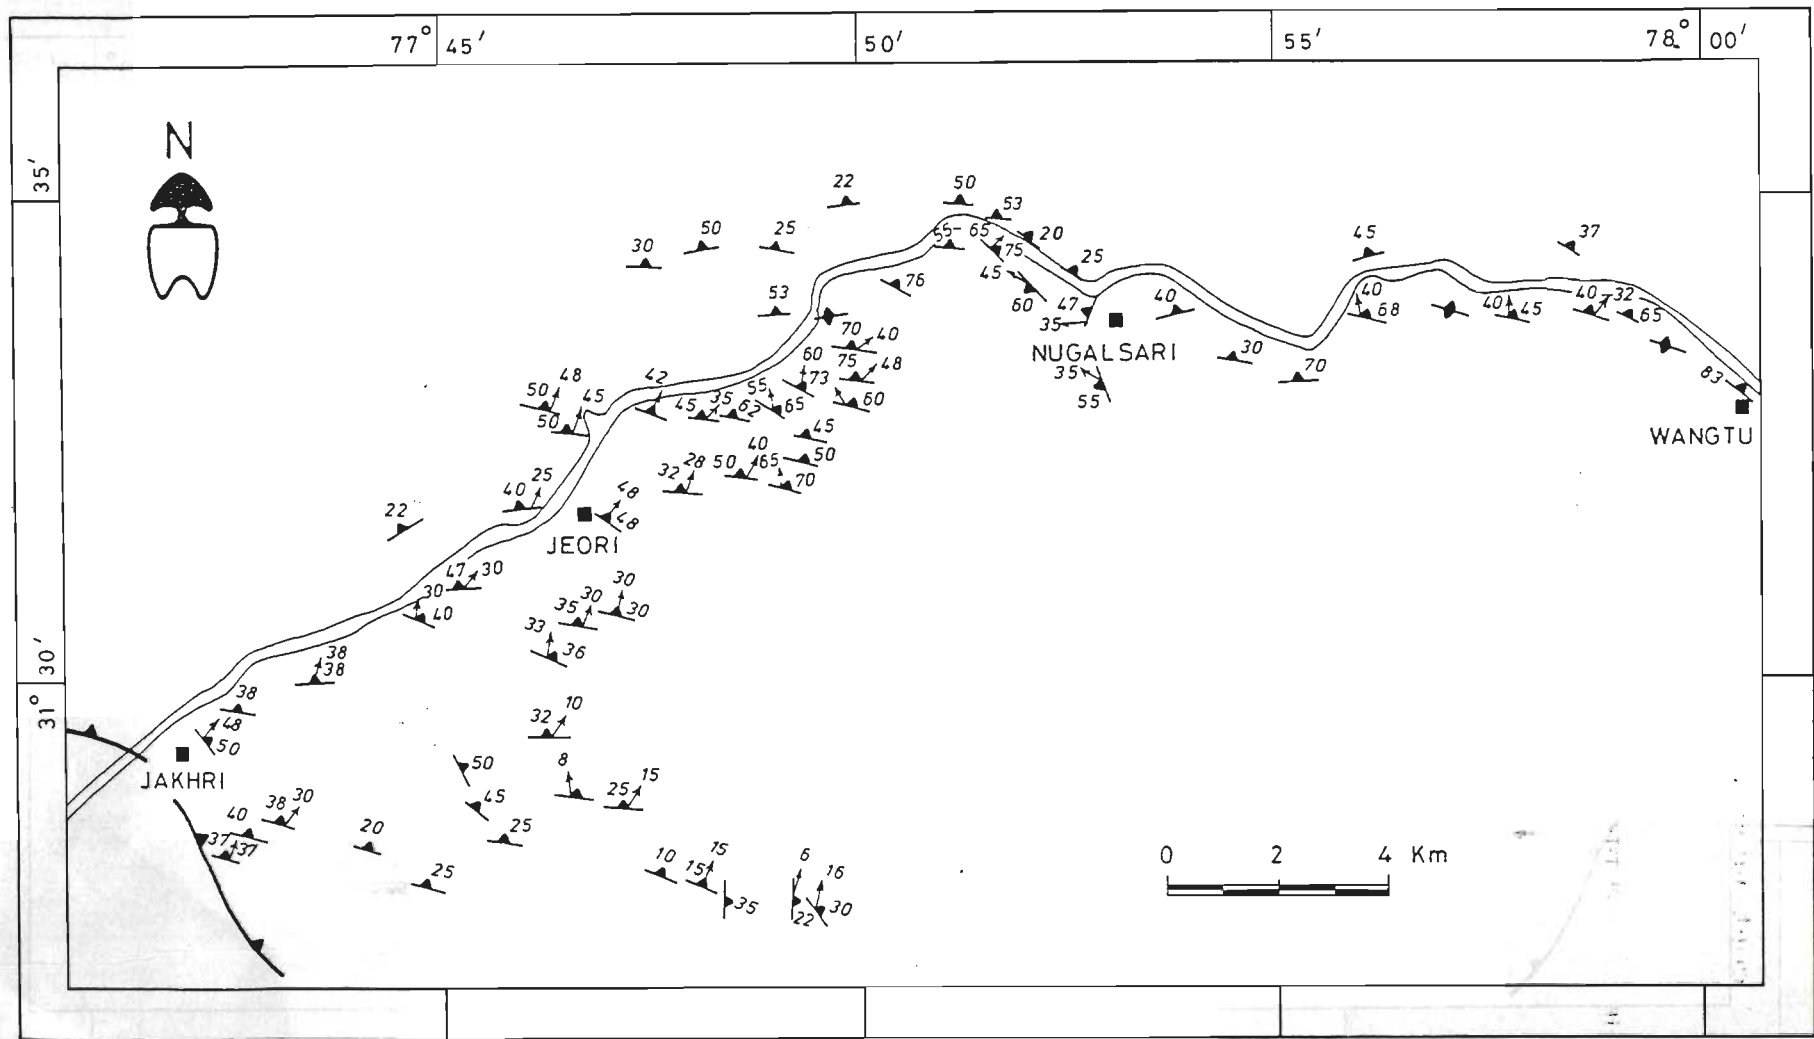 77° 45' 50' 55' 78° 00'
N
35'
22 50 53
50 25 55-65 75 20 45 37
30 45 25
53 76 60 47 40 40 68 40 45 40 32 65
70 40 35
NUGALSARI
60 75 48 30
48 42 73 35 70 83
50 45 55 65 60 55
45 35 62
50 45 WANGTU
40 50
28 50 65 70
32
25 48
40 48
22
JEORI
47 30
30 40 30
35 30 30
33 36
30'
31°
38
38
38
48 10
50 32
JAKHRI 50 8 15
45 25
38 30
40 20 25
37 37
25 10 15 15 6 16
35 22 30
0 2 4 Km